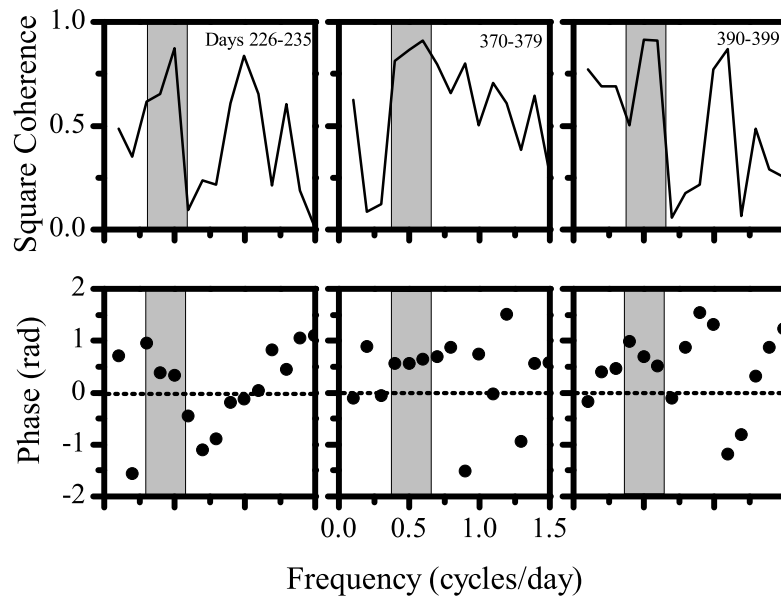 Square Coherence
1.0
0.5
0.0
Days 226-235
370-379
390-399
Phase (rad)
2
1
0
-1
-2
0.0 0.5 1.0 1.5
Frequency (cycles/day)